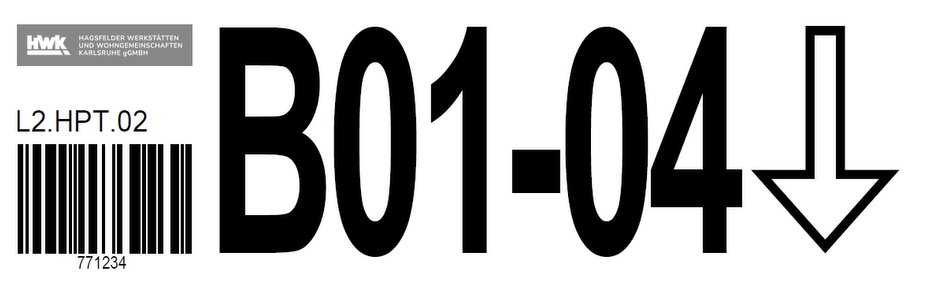 HWK
HAGSFELDER WERKSTÄTTEN
UND WOHNGEMEINSCHAFTEN
KARLSRUHE gGMBH
L2.HPT.02
771234
B01-04